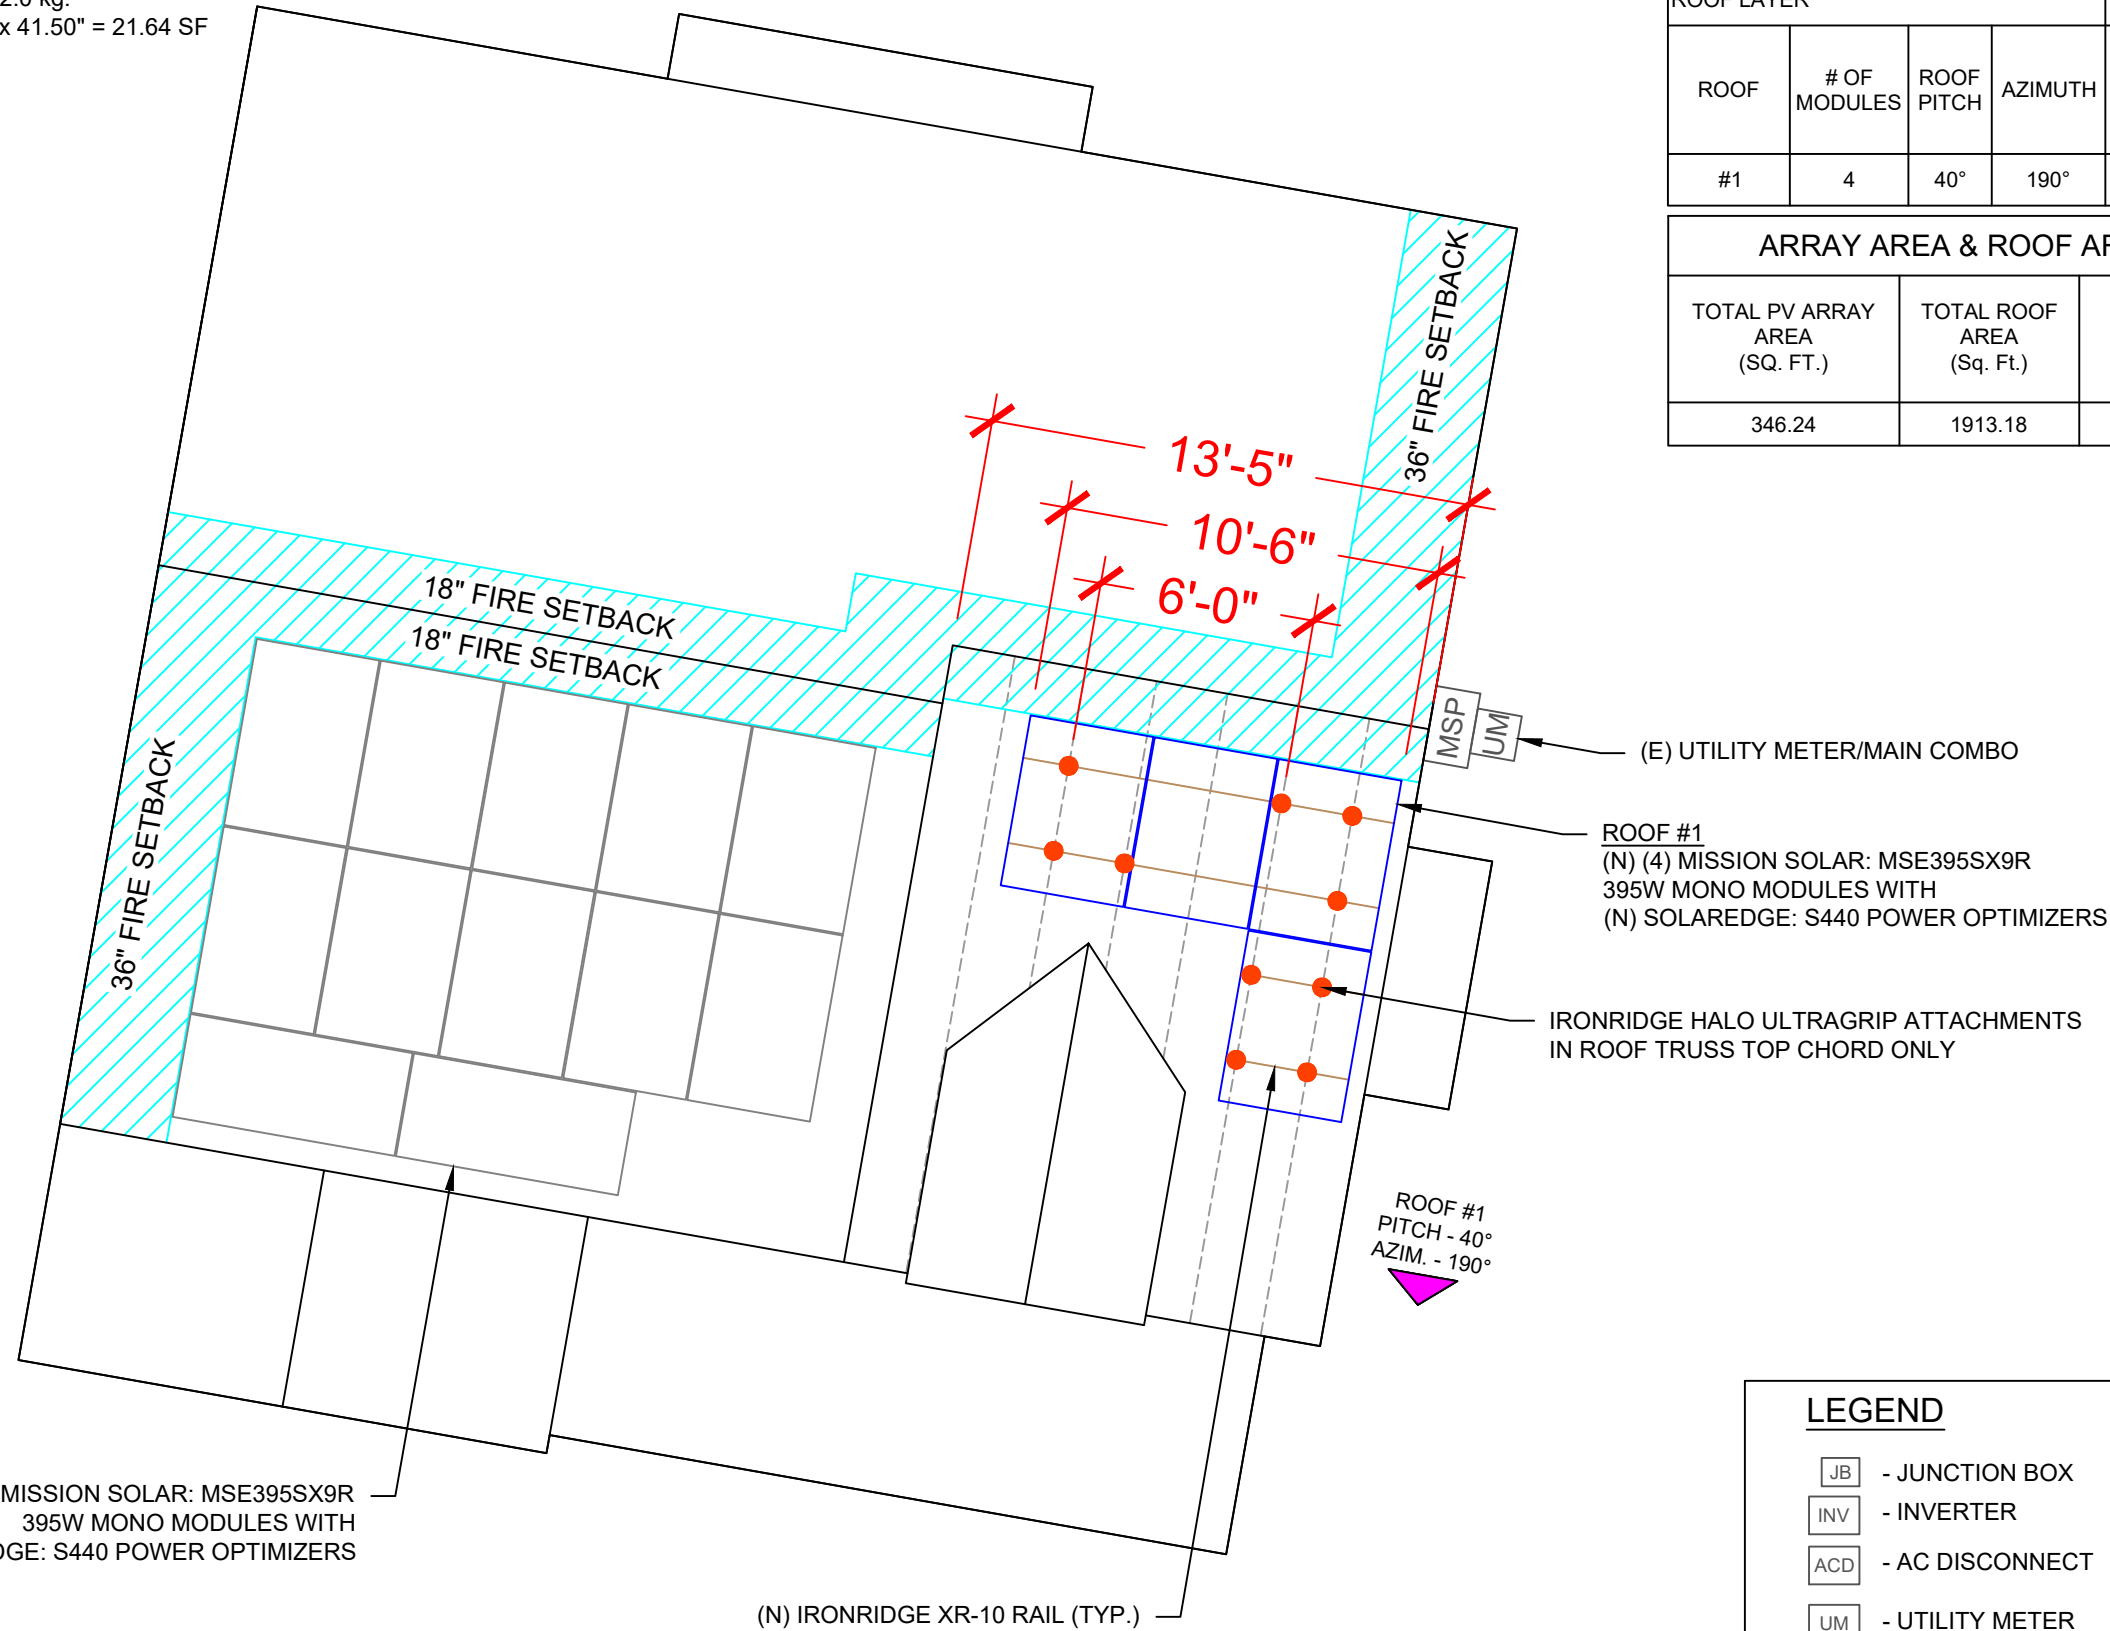 x 41.50" = 21.64 SF
ROOF LAYER
ROOF
# OF
MODULES
ROOF
PITCH
AZIMUTH
#1
4
40°
190°
ARRAY AREA & ROOF
TOTAL PV ARRAY
AREA
(SQ. FT.)
TOTAL ROOF
AREA
(Sq. Ft.)
346.24
1913.18
36" FIRE SETBACK
13'-5"
10'-6"
6'-0"
18" FIRE SETBACK
18" FIRE SETBACK
36" FIRE SETBACK
MSP
UM
(E) UTILITY METER/MAIN COMBO
ROOF #1
(N) (4) MISSION SOLAR: MSE395SX9R
395W MONO MODULES WITH
(N) SOLAREDGE: S440 POWER OPTIMIZERS
IRONRIDGE HALO ULTRAGRIP ATTACHMENTS
IN ROOF TRUSS TOP CHORD ONLY
ROOF #1
PITCH - 40°
AZIM. - 190°
MISSION SOLAR: MSE395SX9R
395W MONO MODULES WITH
S440 POWER OPTIMIZERS
(N) IRONRIDGE XR-10 RAIL (TYP.)
LEGEND
JB - JUNCTION BOX
INV - INVERTER
ACD - AC DISCONNECT
UM - UTILITY METER